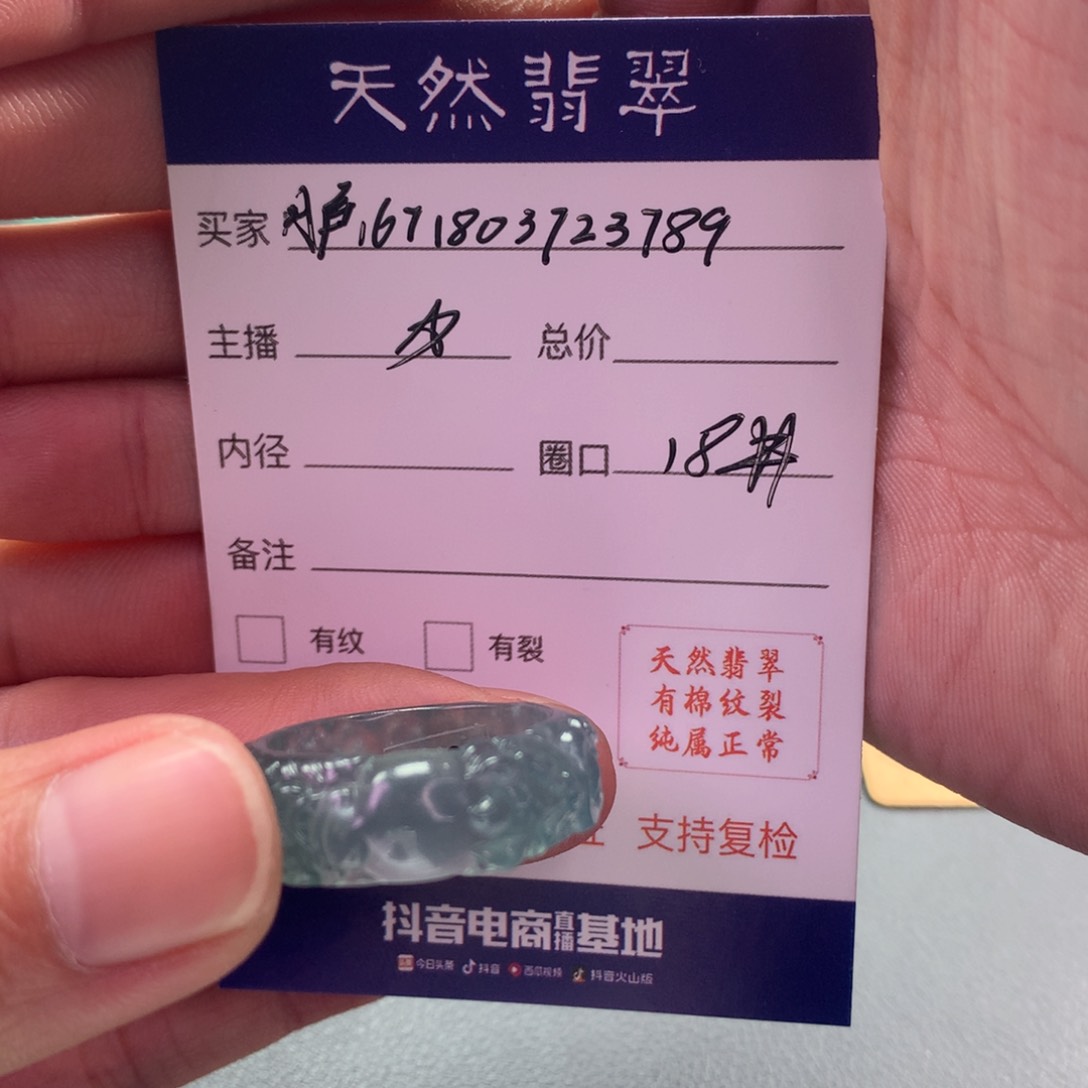 天然翡翠
买家 1671803723789
主播 总价
内径 圈口 18
备注
有纹 有裂
天然翡翠
有棉纹裂
纯属正常
支持复检
抖音电商直播基地
今日头条 抖音 西瓜视频 抖音火山版